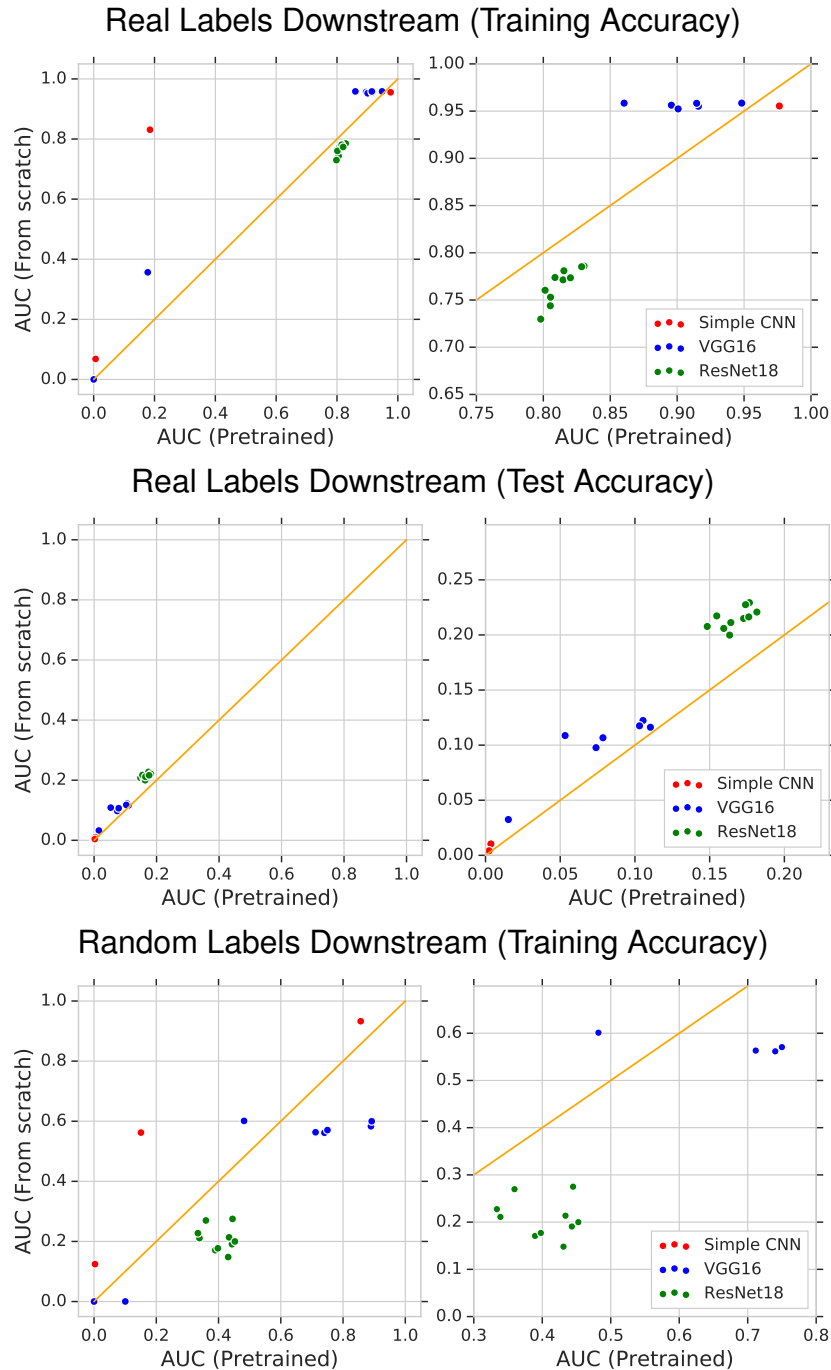 Real Labels Downstream (Training Accuracy)
AUC (From scratch)
1.0
0.8
0.6
0.4
0.2
0.0
0.0 0.2 0.4 0.6 0.8 1.0
AUC (Pretrained)
1.00
0.95
0.90
0.85
0.80
0.75
0.70
0.65
0.75 0.80 0.85 0.90 0.95 1.00
AUC (Pretrained)
Simple CNN
VGG16
ResNet18
Real Labels Downstream (Test Accuracy)
AUC (From scratch)
1.0
0.8
0.6
0.4
0.2
0.0
0.0 0.2 0.4 0.6 0.8 1.0
AUC (Pretrained)
0.25
0.20
0.15
0.10
0.05
0.00
0.00 0.05 0.10 0.15 0.20
AUC (Pretrained)
Simple CNN
VGG16
ResNet18
Random Labels Downstream (Training Accuracy)
AUC (From scratch)
1.0
0.8
0.6
0.4
0.2
0.0
0.0 0.2 0.4 0.6 0.8 1.0
AUC (Pretrained)
0.6
0.5
0.4
0.3
0.2
0.1
0.0
0.3 0.4 0.5 0.6 0.7 0.8
AUC (Pretrained)
Simple CNN
VGG16
ResNet18